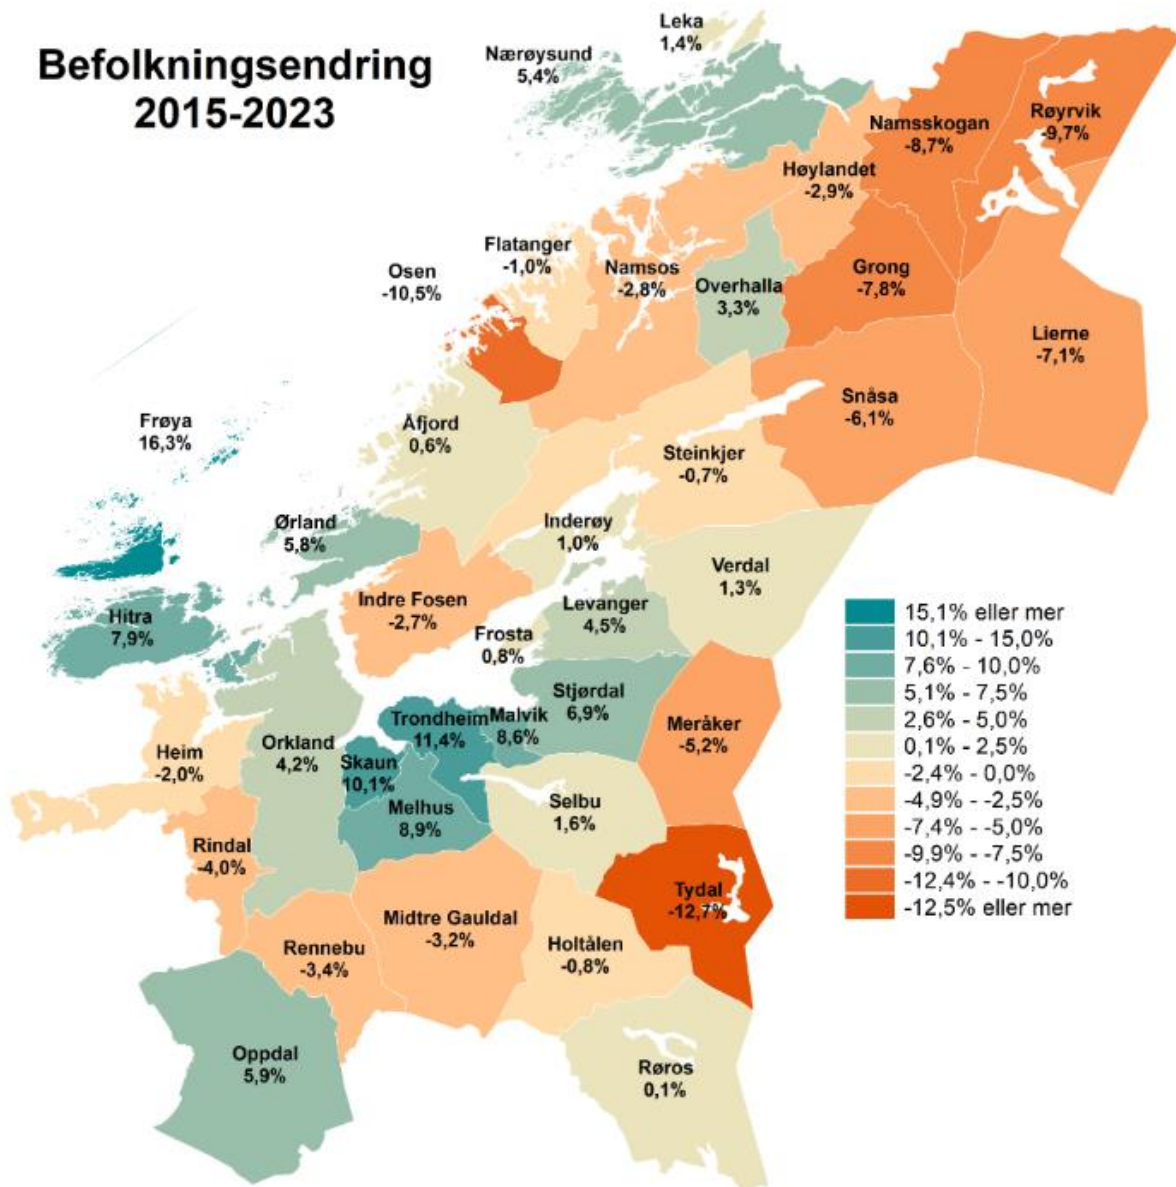 Befolkningsendring
2015-2023
Leka
1,4%
Nærøysund
5,4%
Namsskogan
-8,7%
Røyrvik
-9,7%
Høylandet
-2,9%
Flatanger
-1,0%
Osen
-10,5%
Namsos
-2,8%
Overhalla
3,3%
Grong
-7,8%
Lierne
-7,1%
Snåsa
-6,1%
Frøya
16,3%
Åfjord
0,6%
Steinkjer
-0,7%
Ørland
5,8%
Inderøy
1,0%
Verdal
1,3%
Hitra
7,9%
Indre Fosen
-2,7%
Levanger
4,5%
Frosta
0,8%
Stjørdal
6,9%
Trondheim
11,4%
Malvik
8,6%
Meråker
-5,2%
Heim
-2,0%
Orkland
4,2%
Skaun
10,1%
Melhus
8,9%
Selbu
1,6%
Rindal
-4,0%
Tydal
-12,7%
Midtre Gauldal
-3,2%
Rennebu
-3,4%
Holtålen
-0,8%
Oppdal
5,9%
Røros
0,1%
15,1% eller mer
10,1% - 15,0%
7,6% - 10,0%
5,1% - 7,5%
2,6% - 5,0%
0,1% - 2,5%
-2,4% - 0,0%
-4,9% - -2,5%
-7,4% - -5,0%
-9,9% - -7,5%
-12,4% - -10,0%
-12,5% eller mer